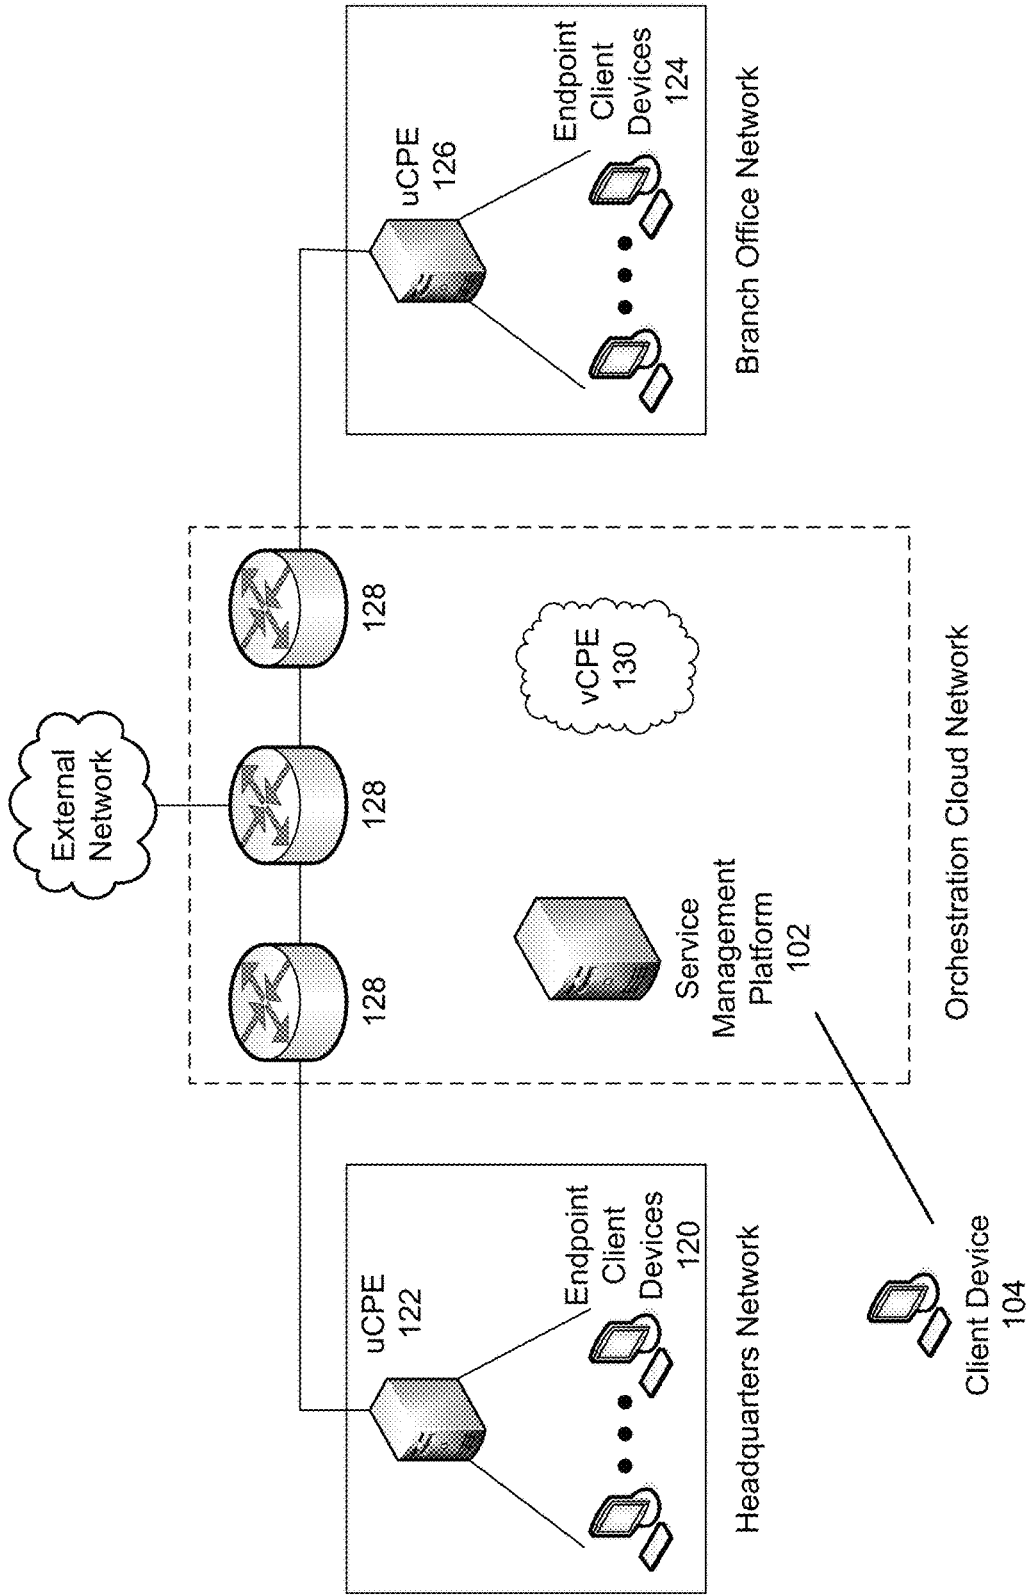 External
Network
128
128
128
uCPE
122
Endpoint
Client
Devices
120
Headquarters Network
Service
Management
Platform
102
vCPE
130
Orchestration Cloud Network
uCPE
126
Endpoint
Client
Devices
124
Branch Office Network
Client Device
104